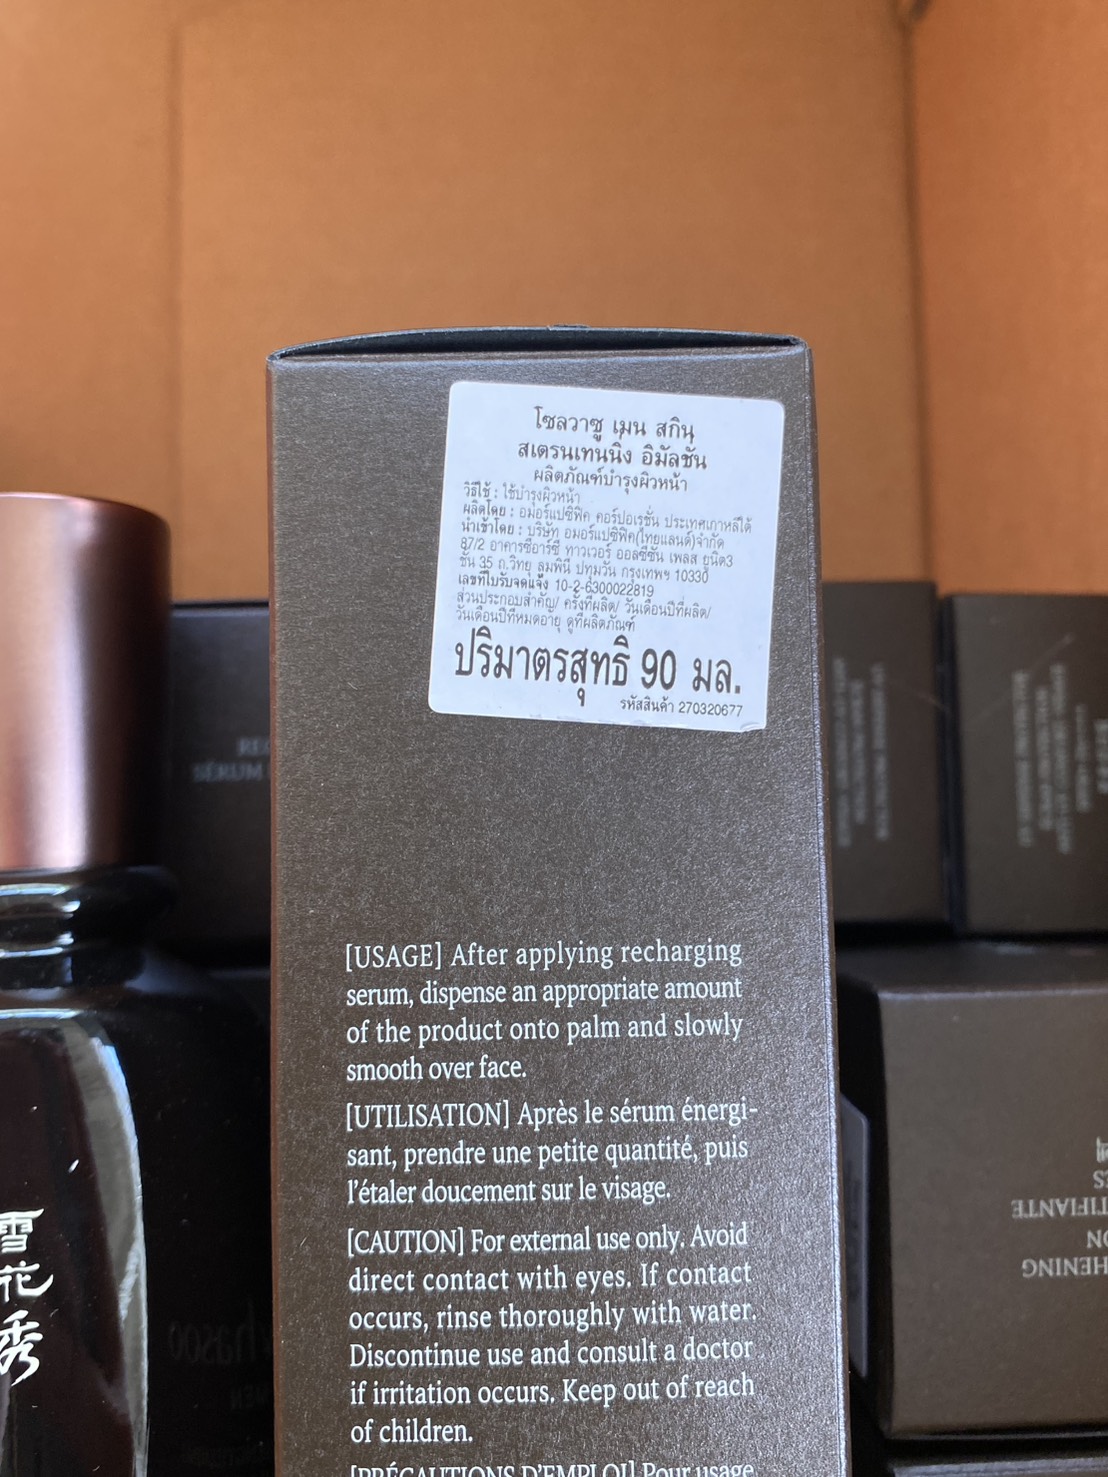 โซลวาซู เมน สกิน
สเตรนเทนนิ่ง อิมัลชั่น
ผลิตภัณฑ์บำรุงผิวหน้า
วิธีใช้ : ใช้บำรุงผิวหน้า
ผลิตโดย : อมอร์แปซิฟิค คอร์ปอเรชั่น ประเทศเกาหลีใต้
นำเข้าโดย : บริษัท อมอร์แปซิฟิค(ไทยแลนด์)จำกัด
87/2 อาคารซีอาร์ซี ทาวเวอร์ ออลซีซั่น เพลส ยูนิต3
ชั้น 35 ถ.วิทยุ ลุมพินี ปทุมวัน กรุงเทพฯ 10330
เลขที่ใบรับจดแจ้ง 10-2-6300022819
ส่วนประกอบสำคัญ/ ครั้งที่ผลิต/ วันเดือนปีที่ผลิต/
วันเดือนปีที่หมดอายุ ดูที่ผลิตภัณฑ์
ปริมาตรสุทธิ 90 มล.
รหัสสินค้า 270320677
[USAGE] After applying recharging
serum, dispense an appropriate amount
of the product onto palm and slowly
smooth over face.
[UTILISATION] Après le sérum énergi-
sant, prendre une petite quantité, puis
l'étaler doucement sur le visage.
[CAUTION] For external use only. Avoid
direct contact with eyes. If contact
occurs, rinse thoroughly with water.
Discontinue use and consult a doctor
if irritation occurs. Keep out of reach
of children.
[PRÉCAUTIONS D'EMPLOI] Pour usage
雪花秀
SÉRUM